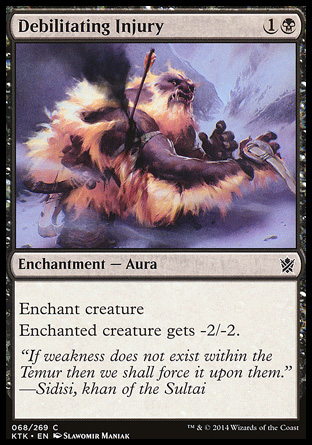 Debilitating Injury 1
Enchantment — Aura
Enchant creature
Enchanted creature gets -2/-2.
“If weakness does not exist within the
Temur then we shall force it upon them.”
—Sidisi, khan of the Sultai
068/269 C
KTK • EN Slawomir Maniak
™ & © 2014 Wizards of the Coast